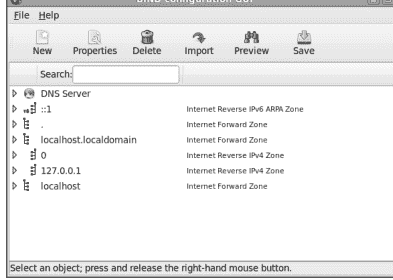 BIND Configuration GUI
File Help
New Properties Delete Import Preview Save
Search:
DNS Server
::1 Internet Reverse IPv6 ARPA Zone
. Internet Forward Zone
localhost.localdomain Internet Forward Zone
0 Internet Reverse IPv4 Zone
127.0.0.1 Internet Reverse IPv4 Zone
localhost Internet Forward Zone
Select an object; press and release the right-hand mouse button.